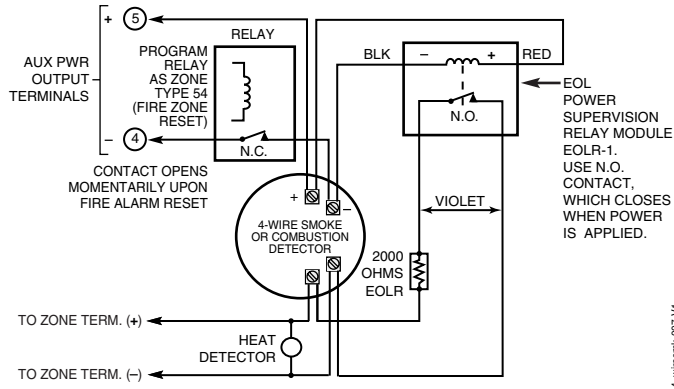 + 5
AUX PWR
OUTPUT
TERMINALS
– 4
RELAY
PROGRAM
RELAY
AS ZONE
TYPE 54
(FIRE ZONE
RESET)
N.C.
CONTACT OPENS
MOMENTARILY UPON
FIRE ALARM RESET
BLK
– +
RED
N.O.
EOL
POWER
SUPERVISION
RELAY MODULE
EOLR-1.
USE N.O.
CONTACT,
WHICH CLOSES
WHEN POWER
IS APPLIED.
+ –
4-WIRE SMOKE
OR COMBUSTION
DETECTOR
VIOLET
2000
OHMS
EOLR
TO ZONE TERM. (+)
HEAT
DETECTOR
TO ZONE TERM. (–)